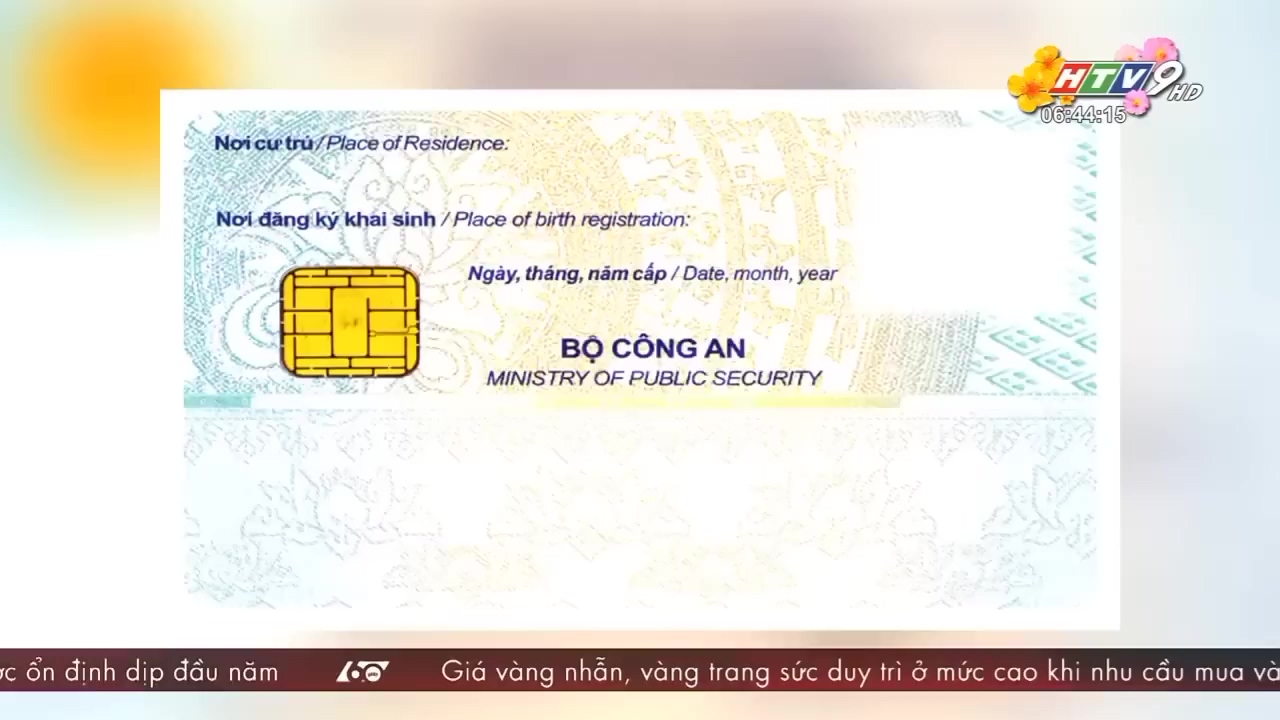 HTV9 HD
06:44:15
Nơi cư trú / Place of Residence:
Nơi đăng ký khai sinh / Place of birth registration:
Ngày, tháng, năm cấp / Date, month, year
BỘ CÔNG AN
MINISTRY OF PUBLIC SECURITY
ổn định dịp đầu năm 60 Giá vàng nhẫn, vàng trang sức duy trì ở mức cao khi nhu cầu mua và